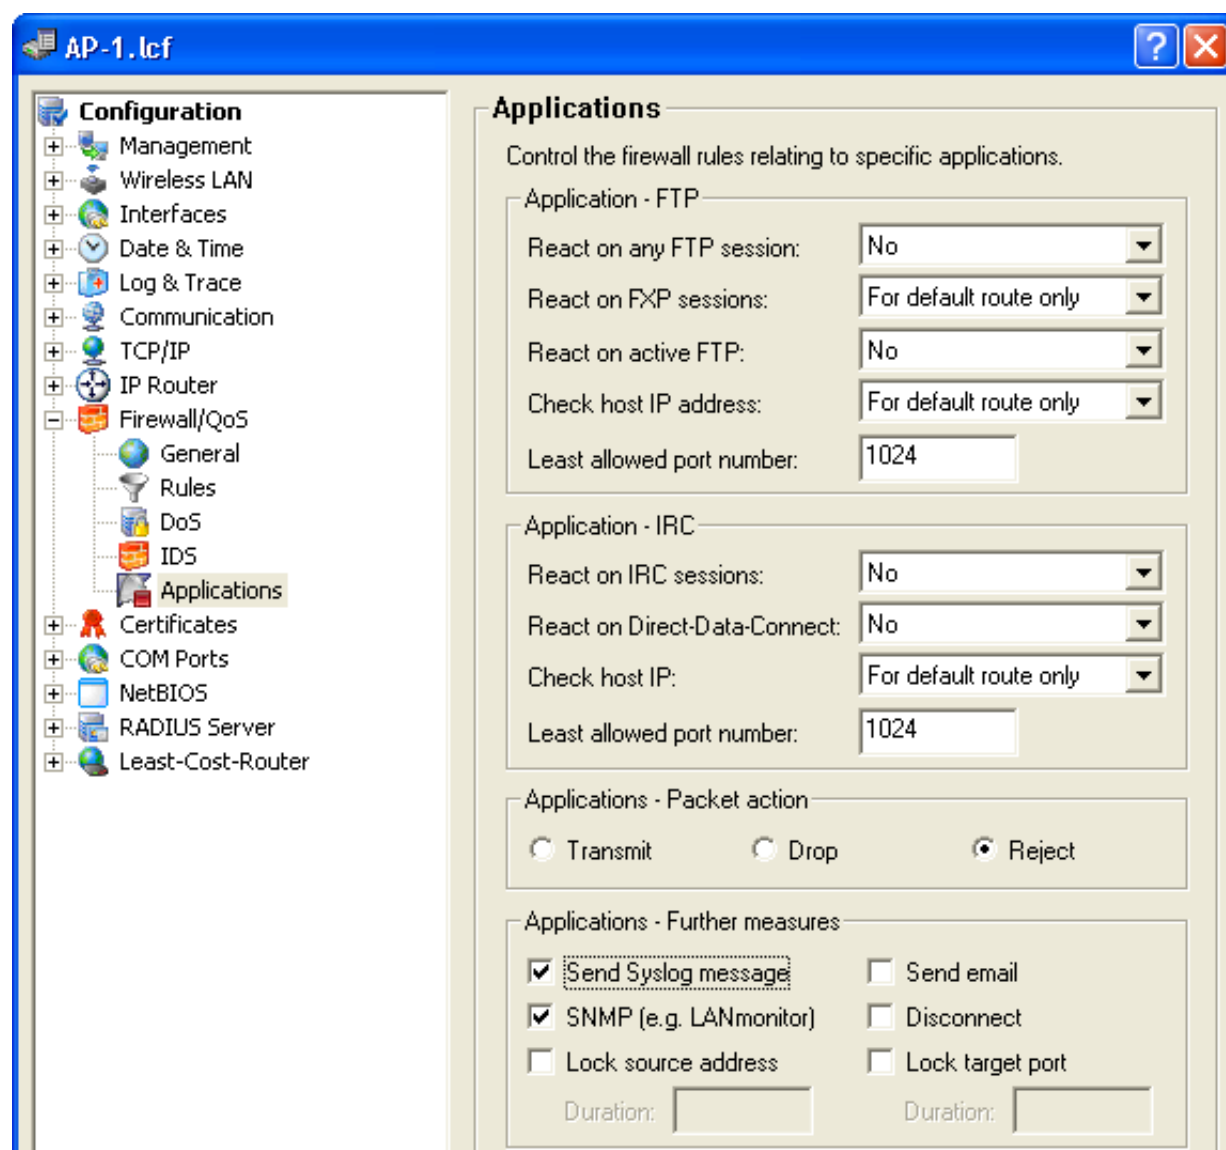 AP-1.lcf
Configuration
Management
Wireless LAN
Interfaces
Date & Time
Log & Trace
Communication
TCP/IP
IP Router
Firewall/QoS
General
Rules
DoS
IDS
Applications
Certificates
COM Ports
NetBIOS
RADIUS Server
Least-Cost-Router
Applications
Control the firewall rules relating to specific applications.
Application - FTP
React on any FTP session: No
React on FXP sessions: For default route only
React on active FTP: No
Check host IP address: For default route only
Least allowed port number: 1024
Application - IRC
React on IRC sessions: No
React on Direct-Data-Connect: No
Check host IP: For default route only
Least allowed port number: 1024
Applications - Packet action
Transmit Drop Reject
Applications - Further measures
Send Syslog message Send email
SNMP (e.g. LANmonitor) Disconnect
Lock source address Lock target port
Duration: Duration: